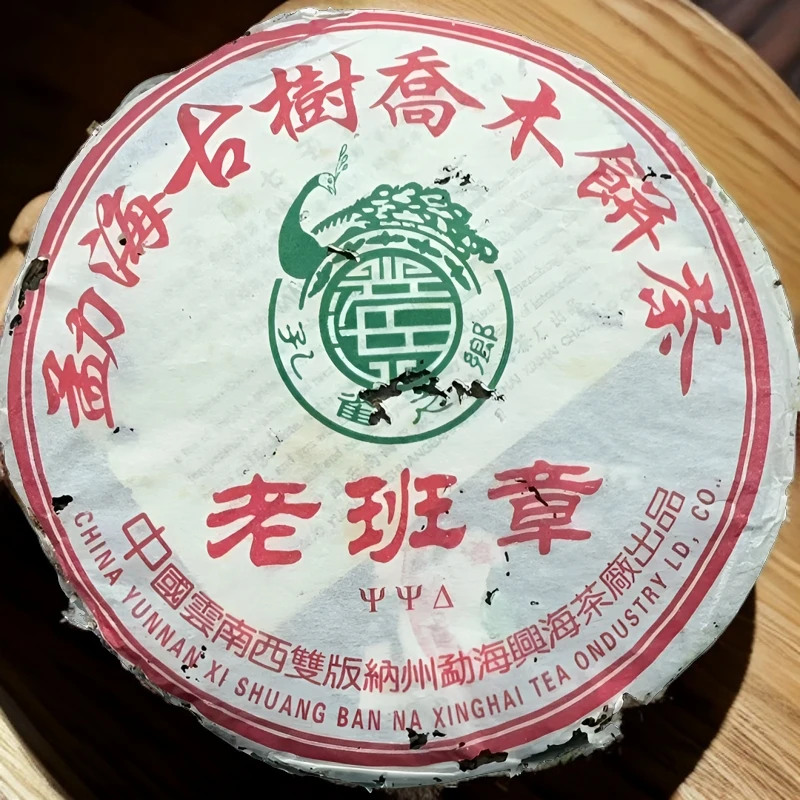 勐海古樹喬木餅茶
孔雀之鄉
老班章
ΨΨΔ
中國雲南西雙版納州勐海興海茶廠出品
CHINA YUNNAN XI SHUANG BAN NA XINGHAI TEA ONDUSTRY LD, CO.